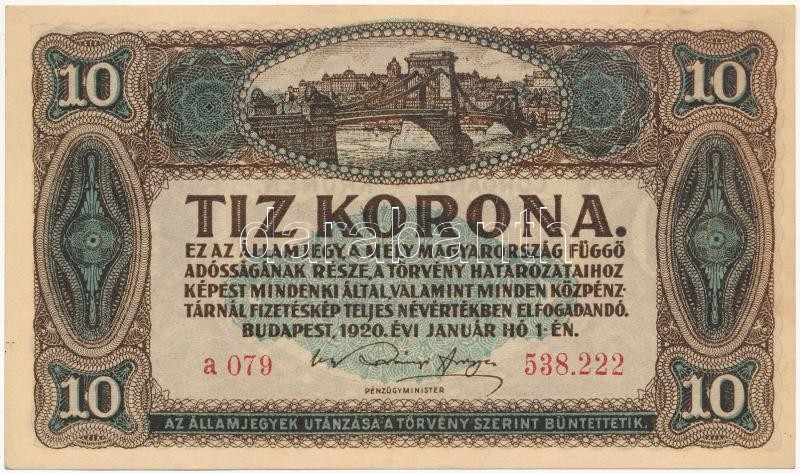 10
10
TIZ KORONA.
EZ AZ ÁLLAMJEGY, A MELY MAGYARORSZÁG FÜGGŐ
ADÓSSÁGÁNAK RÉSZE, A TÖRVÉNY HATÁROZATAIHOZ
KÉPEST MINDENKI ÁLTAL, VALAMINT MINDEN KÖZPÉNZ-
TÁRNÁL FIZETÉSKÉP TELJES NÉVÉRTÉKBEN ELFOGADANDÓ.
BUDAPEST, 1920. ÉVI JANUÁR HÓ 1-ÉN.
a 079 538.222
PÉNZÜGYMINISTER
10
10
AZ ÁLLAMJEGYEK UTÁNZÁSA A TÖRVÉNY SZERINT BÜNTETTETIK.
darabanth